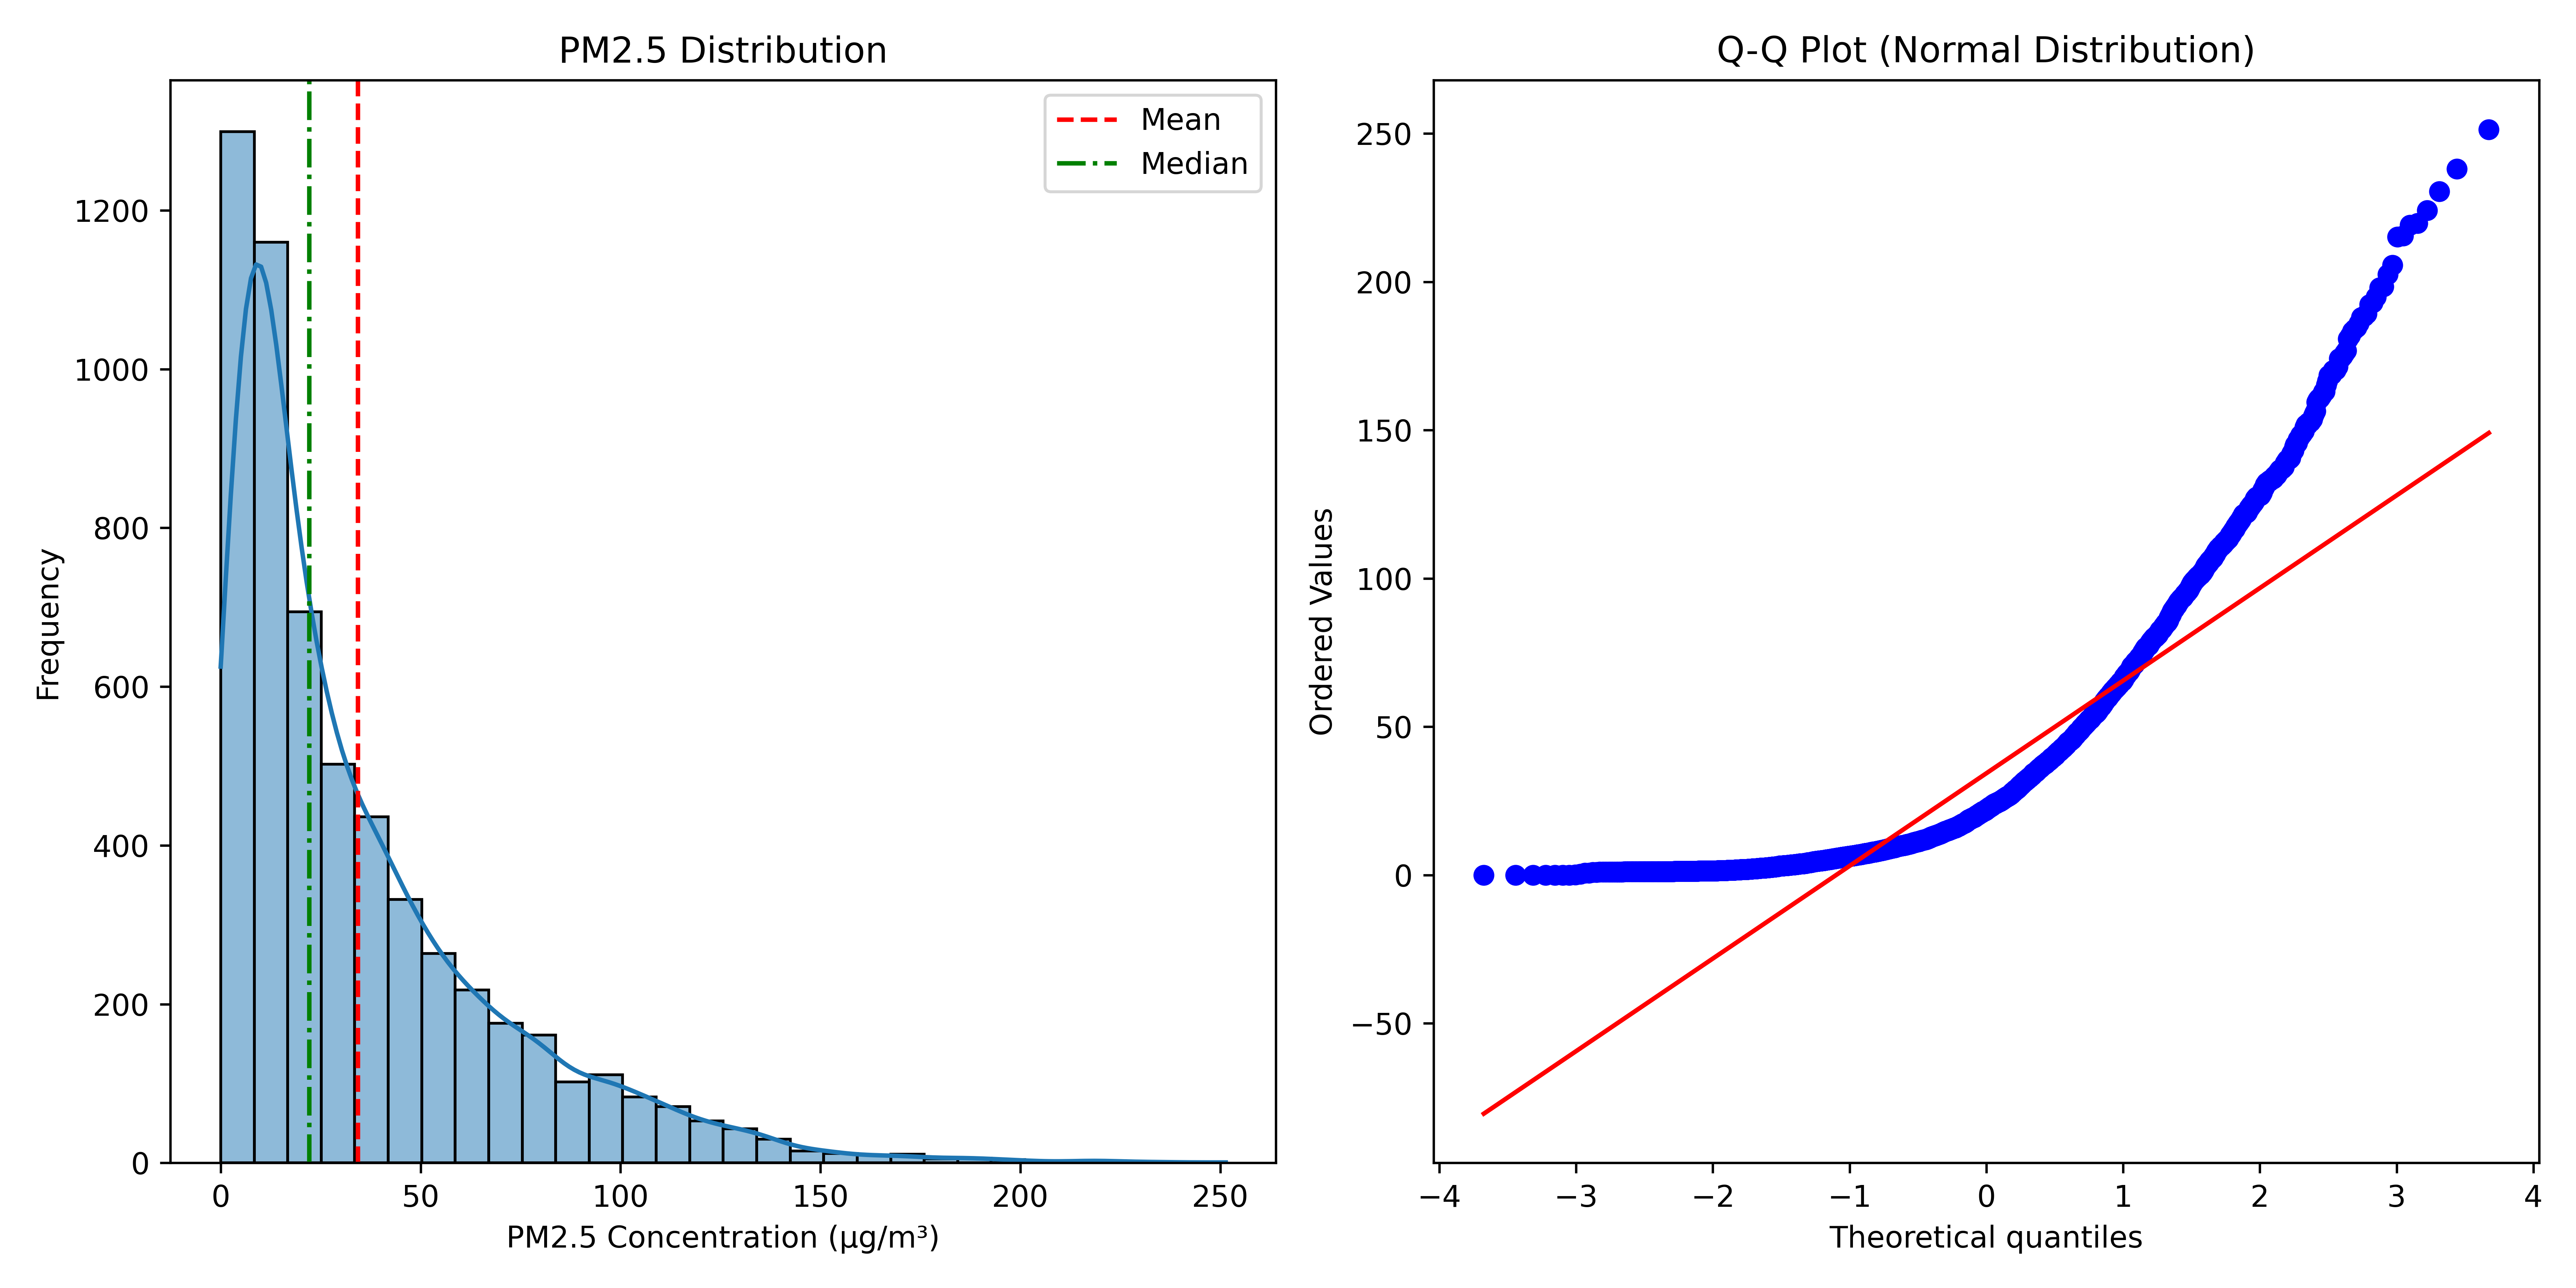 PM2.5 Distribution
Mean
Median
1200
1000
800
600
400
200
0
Frequency
0 50 100 150 200 250
PM2.5 Concentration (µg/m³)
Q-Q Plot (Normal Distribution)
250
200
150
100
50
0
−50
Ordered Values
−4 −3 −2 −1 0 1 2 3 4
Theoretical quantiles